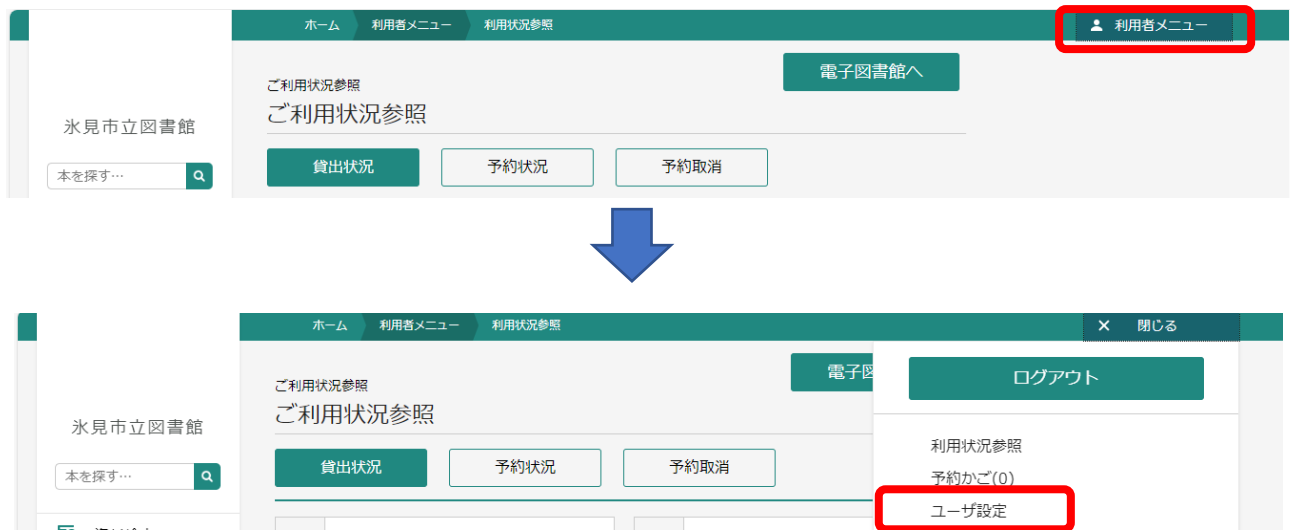 ホーム 利用者メニュー 利用状況参照 利用者メニュー
電子図書館へ
ご利用状況参照
ご利用状況参照
氷見市立図書館
本を探す…
貸出状況 予約状況 予約取消
ホーム 利用者メニュー 利用状況参照 × 閉じる
電子図
ログアウト
ご利用状況参照
ご利用状況参照
氷見市立図書館
本を探す…
貸出状況 予約状況 予約取消
利用状況参照
予約かご(0)
ユーザ設定